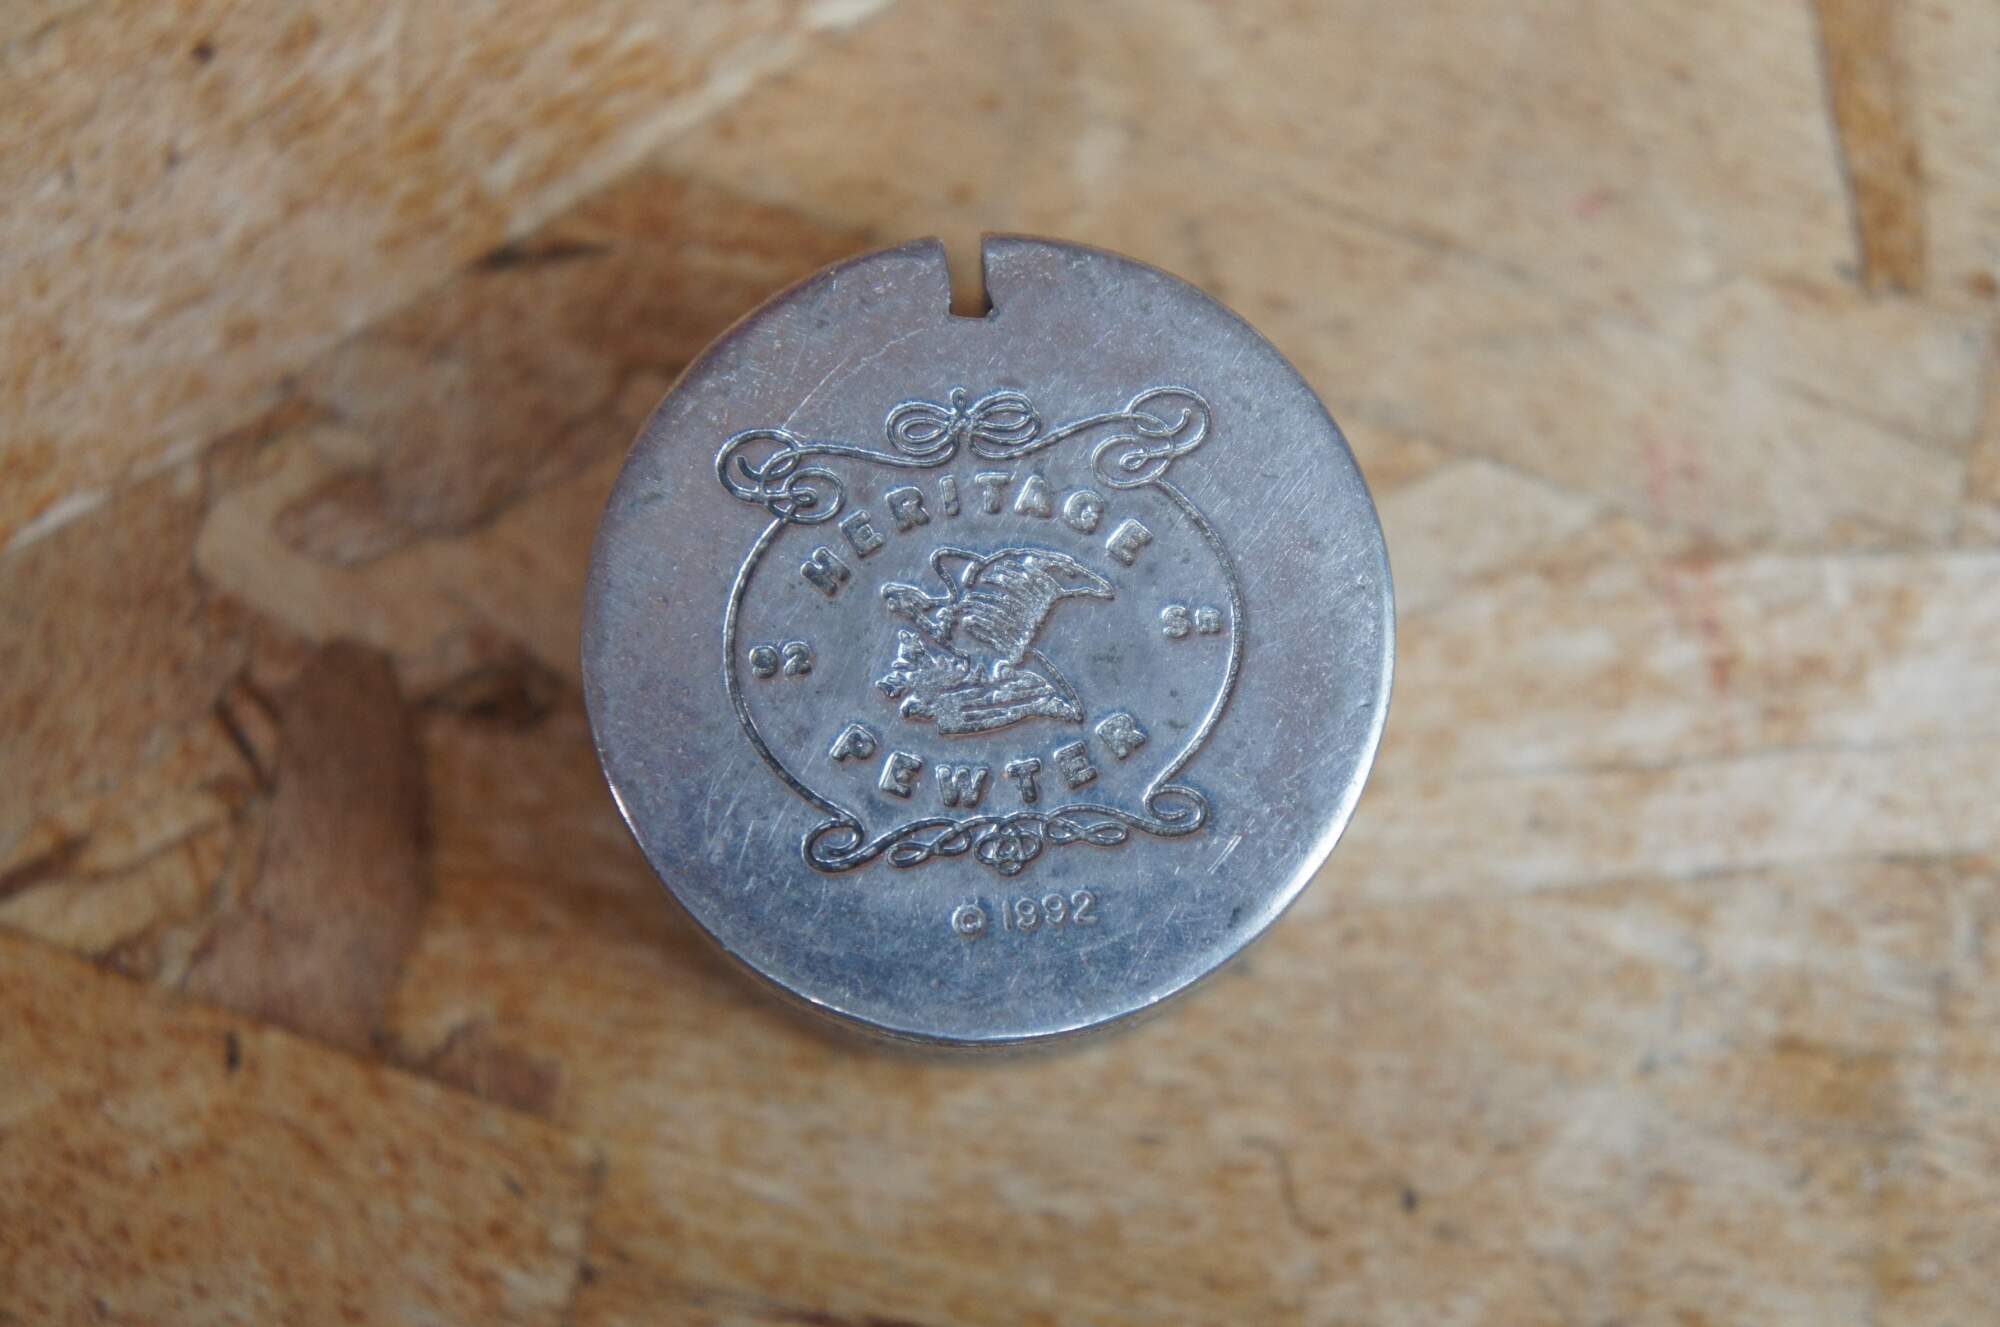 HERITAGE
92 Sn
PEWTER
© 1992